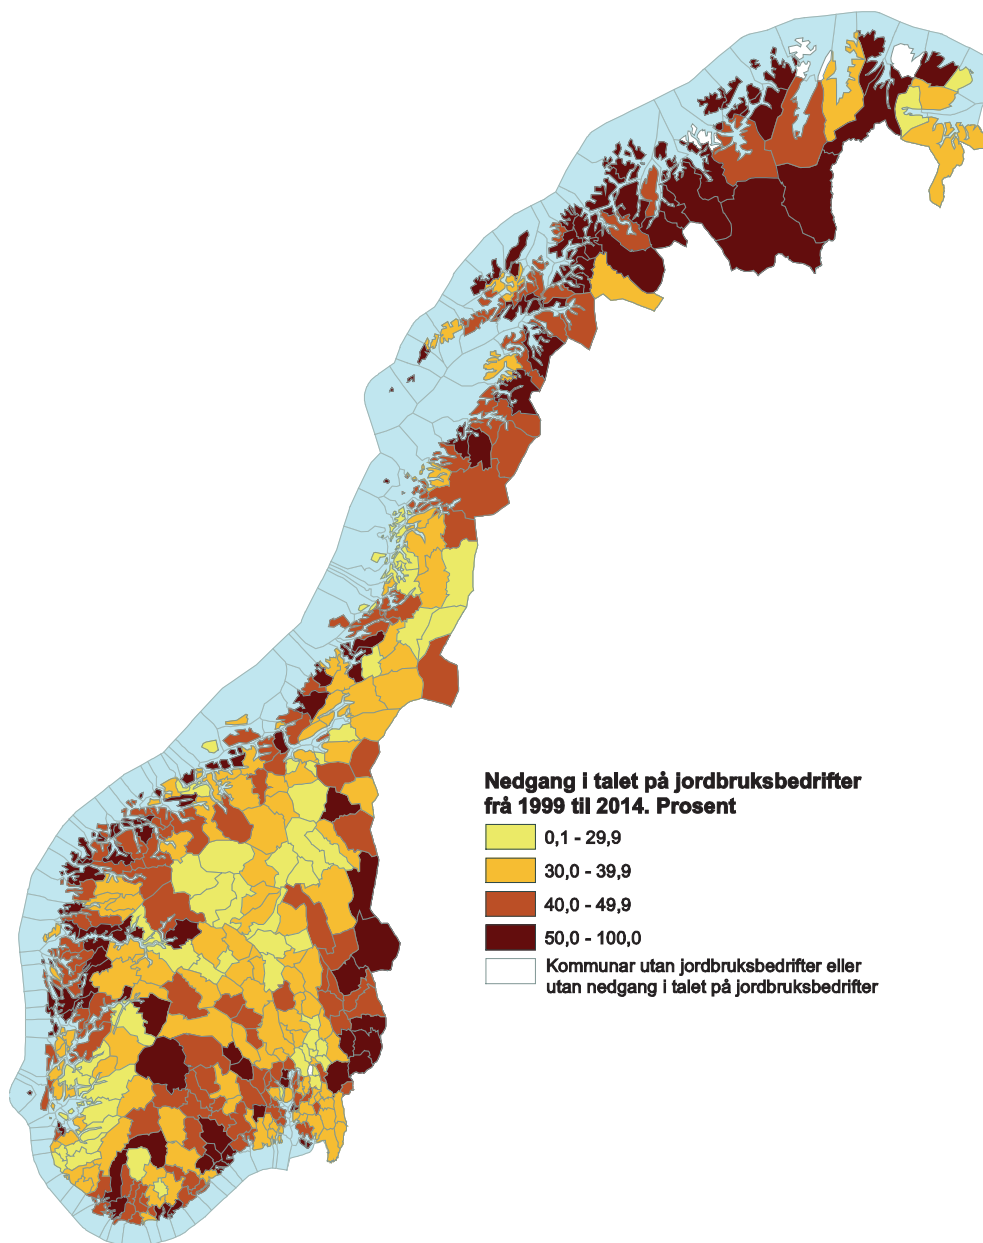 Nedgang i talet på jordbruksbedrifter
frå 1999 til 2014. Prosent
0,1 - 29,9
30,0 - 39,9
40,0 - 49,9
50,0 - 100,0
Kommunar utan jordbruksbedrifter eller
utan nedgang i talet på jordbruksbedrifter